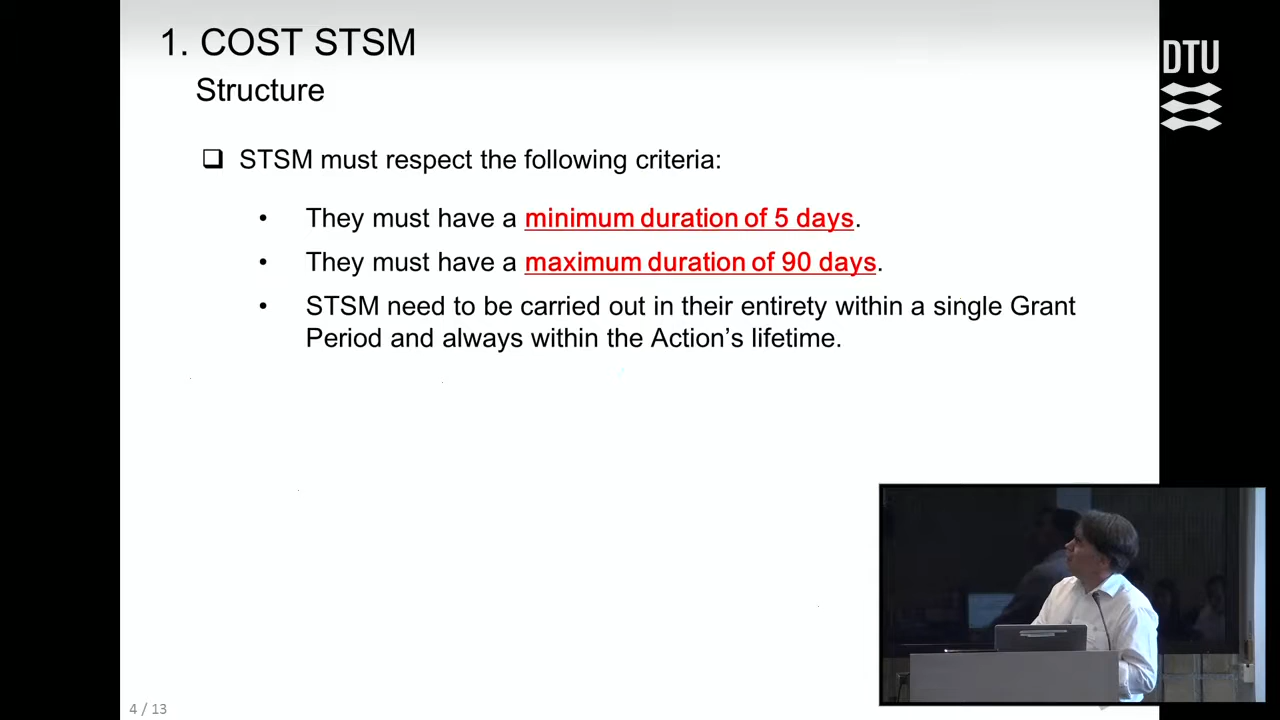 1. COST STSM
Structure
DTU
❑ STSM must respect the following criteria:
• They must have a minimum duration of 5 days.
• They must have a maximum duration of 90 days.
• STSM need to be carried out in their entirety within a single Grant
Period and always within the Action's lifetime.
4 / 13